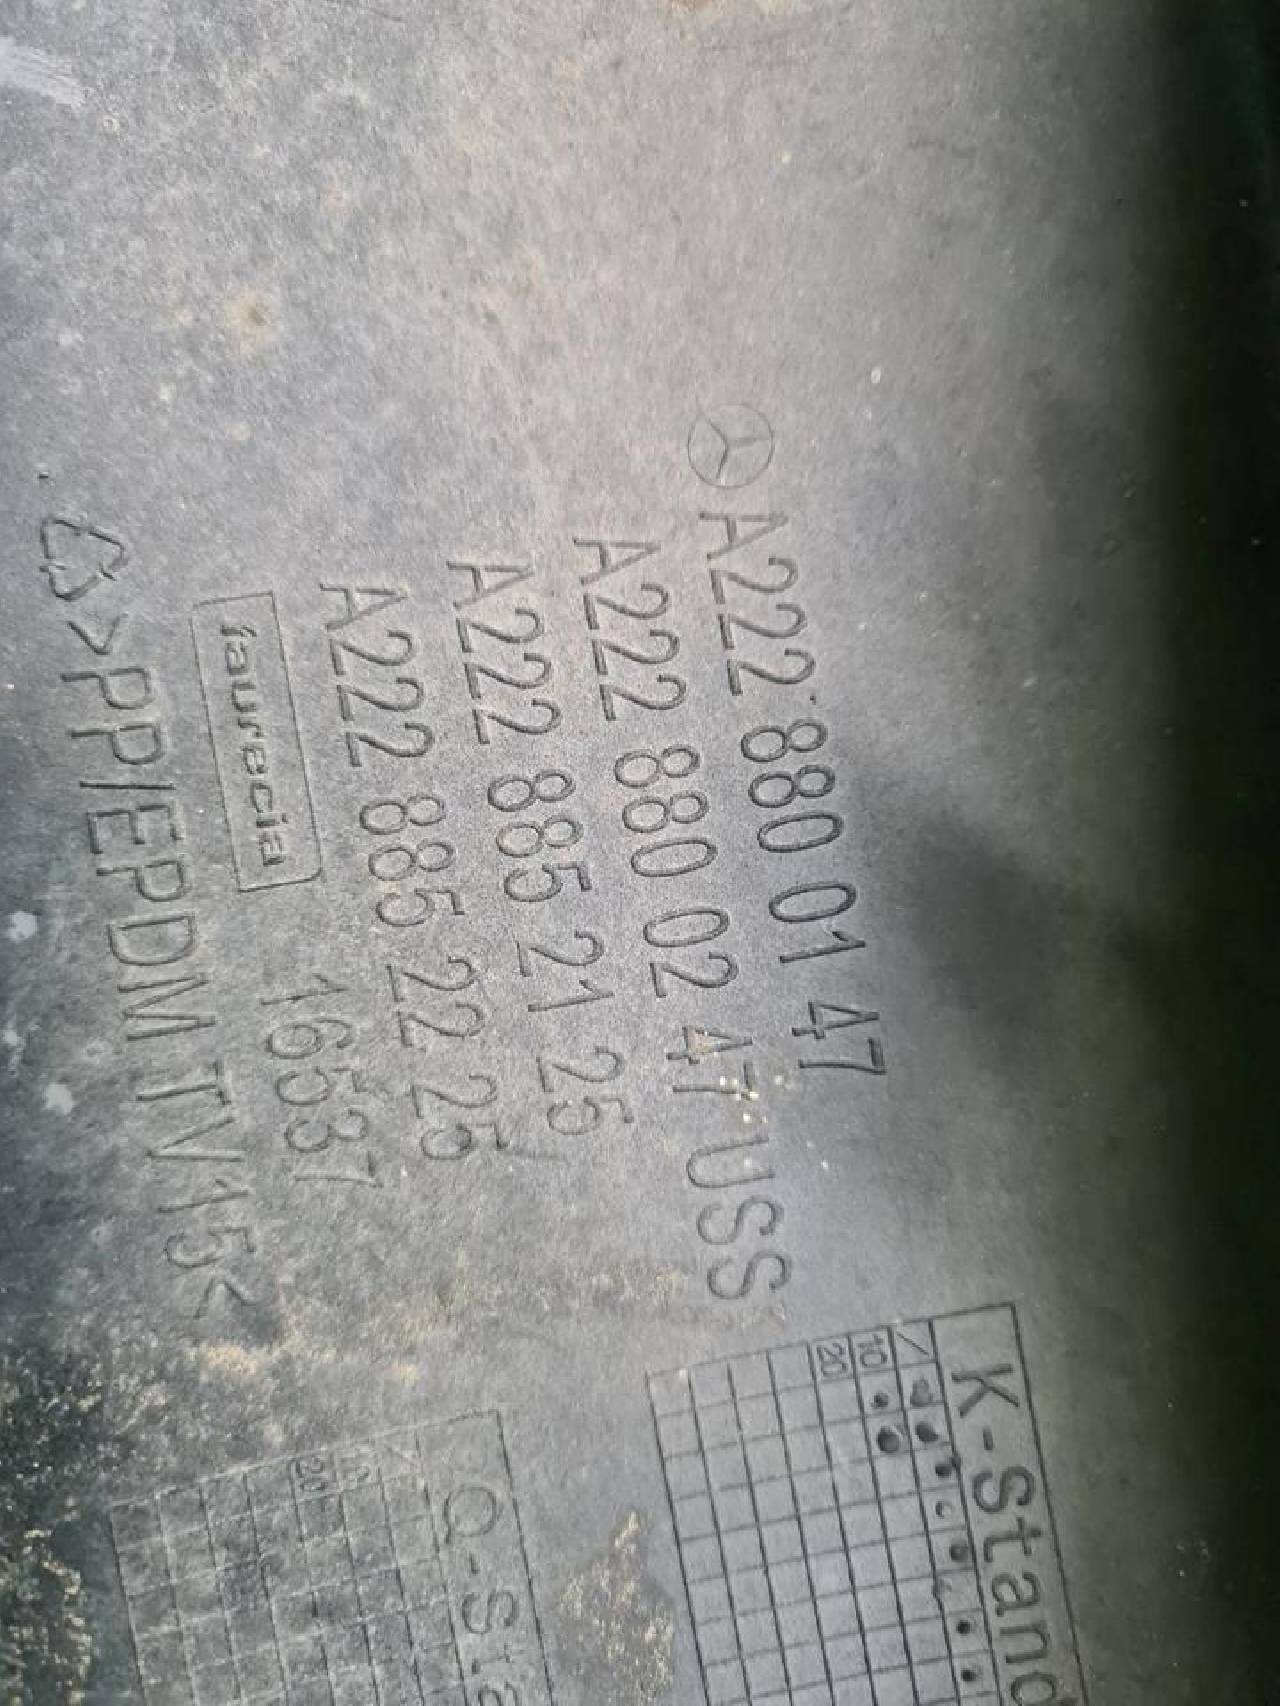 A222 880 01 47
A222 880 02 47 USS
A222 885 21 25
A222 885 22 25
faurecia 16537
>PP/EPDM TV15<
K-Stand
10
20
Q-Sta
20